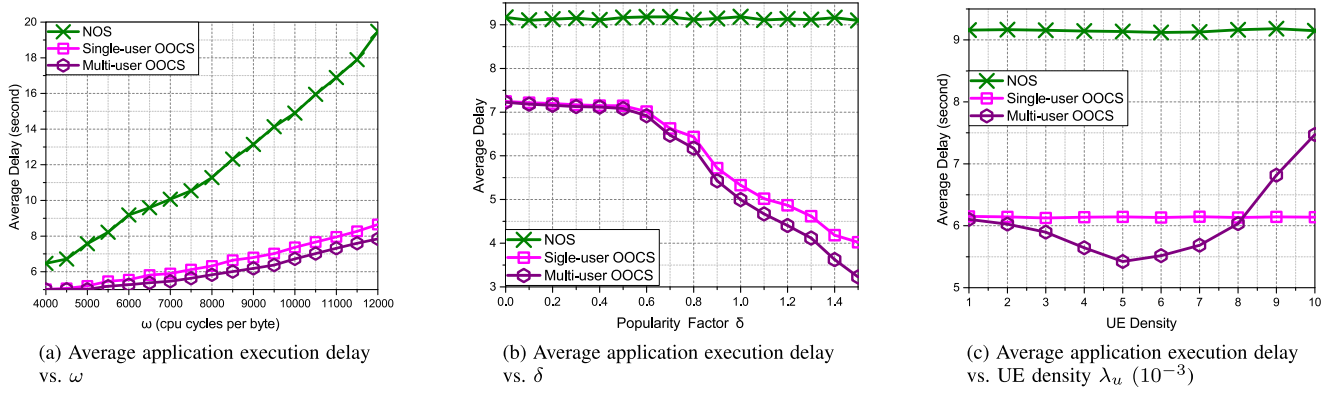 20
18
16
14
12
10
8
6
Average Delay (second)
NOS
Single-user OOCS
Multi-user OOCS
4000 5000 6000 7000 8000 9000 10000 11000 12000
ω (cpu cycles per byte)
(a) Average application execution delay
vs. ω
9
8
7
6
5
4
3
Average Delay
NOS
Sigle-user OOCS
Multi-user OOCS
0.0 0.2 0.4 0.6 0.8 1.0 1.2 1.4
Popularity Factor δ
(b) Average application execution delay
vs. δ
9
8
7
6
5
Average Delay (second)
NOS
Single-user OOCS
Multi-user OOCS
1 2 3 4 5 6 7 8 9 10
UE Density
(c) Average application execution delay
vs. UE density λu (10−3)